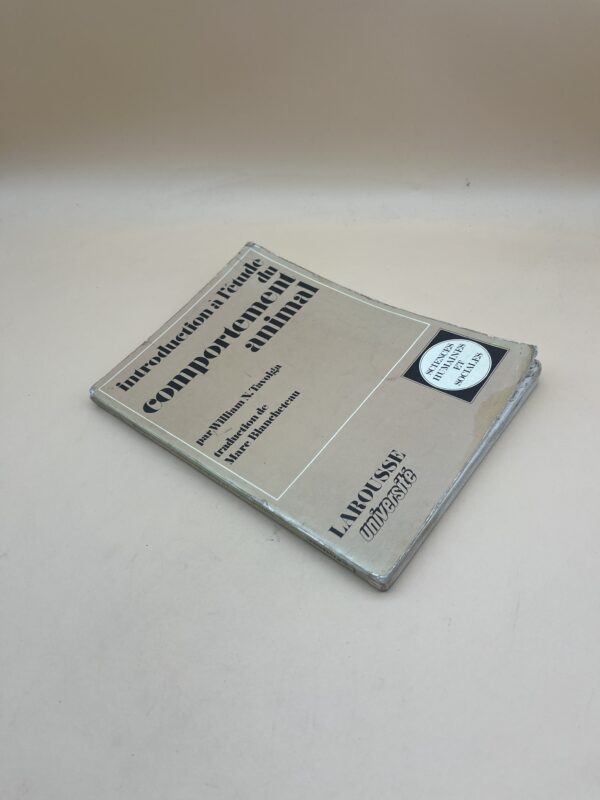 introduction à l'étude
du
comportement
animal
par William N. Tavolga
traduction de
Marc Blancheteau
SCIENCES
HUMAINES
ET
SOCIALES
LAROUSSE
université